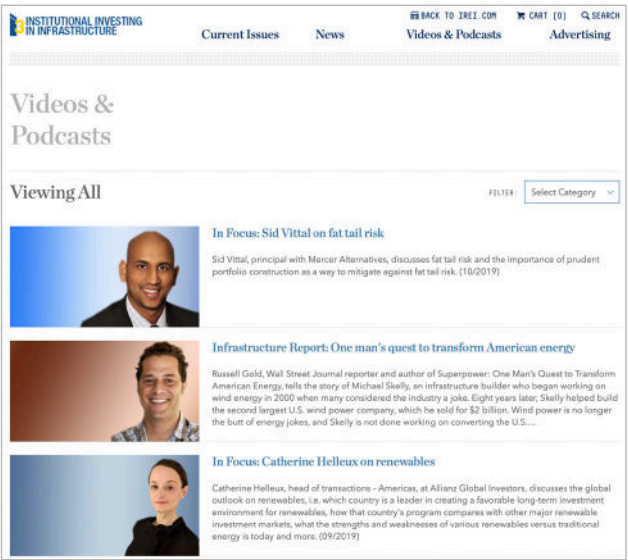 BACK TO IREI.COM CART (0) SEARCH
i3 INSTITUTIONAL INVESTING
IN INFRASTRUCTURE
Current Issues News Videos & Podcasts Advertising
Videos &
Podcasts
Viewing All
FILTER: Select Category
In Focus: Sid Vittal on fat tail risk
Sid Vittal, principal with Mercer Alternatives, discusses fat tail risk and the importance of prudent
portfolio construction as a way to mitigate against fat tail risk. (10/2019)
Infrastructure Report: One man's quest to transform American energy
Russell Gold, Wall Street Journal reporter and author of Superpower: One Man's Quest to Transform
American Energy, tells the story of Michael Skelly, an infrastructure builder who began working on
wind energy in 2000 when many considered the industry a joke. Eight years later, Skelly helped build
the second largest U.S. wind power company, which he sold for $2 billion. Wind power is no longer
the butt of energy jokes, and Skelly is not done working on converting the U.S....
In Focus: Catherine Helleux on renewables
Catherine Helleux, head of transactions – Americas, at Allianz Global Investors, discusses the global
outlook on renewables, i.e. which country is a leader in creating a favorable long-term investment
environment for renewables, how that country's program compares with other major renewable
investment markets, what the strengths and weaknesses of various renewables versus traditional
energy is today and more. (09/2019)